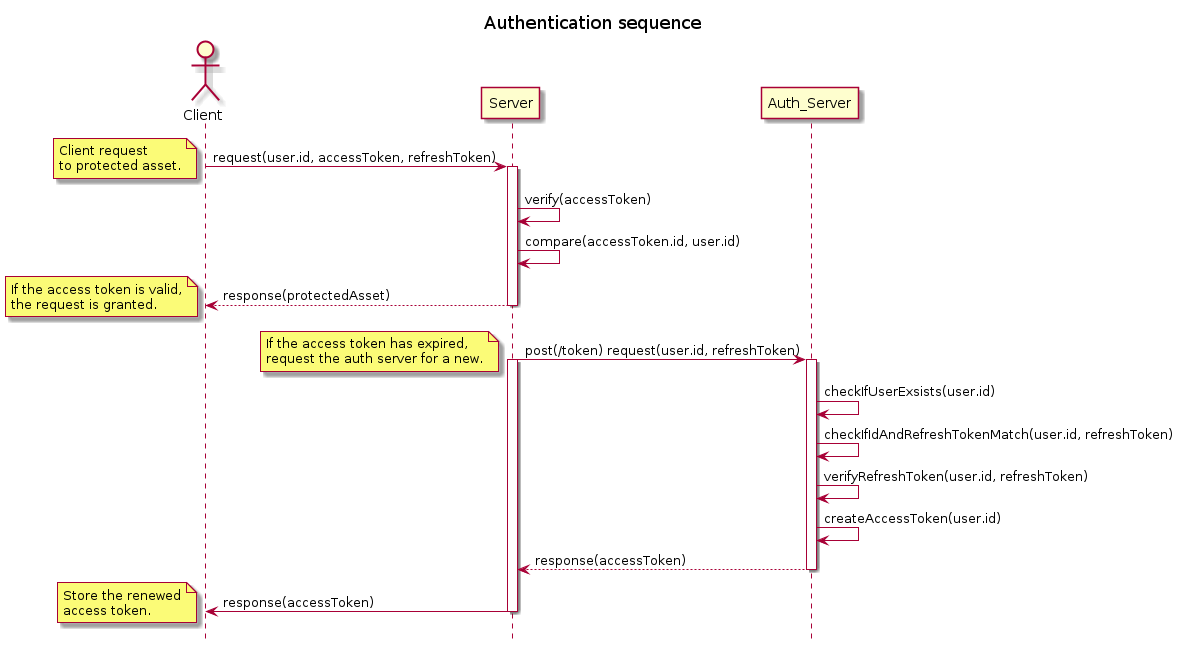 Authentication sequence
Client
Server
Auth_Server
Client request
to protected asset.
request(user.id, accessToken, refreshToken)
verify(accessToken)
compare(accessToken.id, user.id)
If the access token is valid,
the request is granted.
response(protectedAsset)
If the access token has expired,
request the auth server for a new.
post(/token) request(user.id, refreshToken)
checkIfUserExsists(user.id)
checkIfIdAndRefreshTokenMatch(user.id, refreshToken)
verifyRefreshToken(user.id, refreshToken)
createAccessToken(user.id)
response(accessToken)
Store the renewed
access token.
response(accessToken)